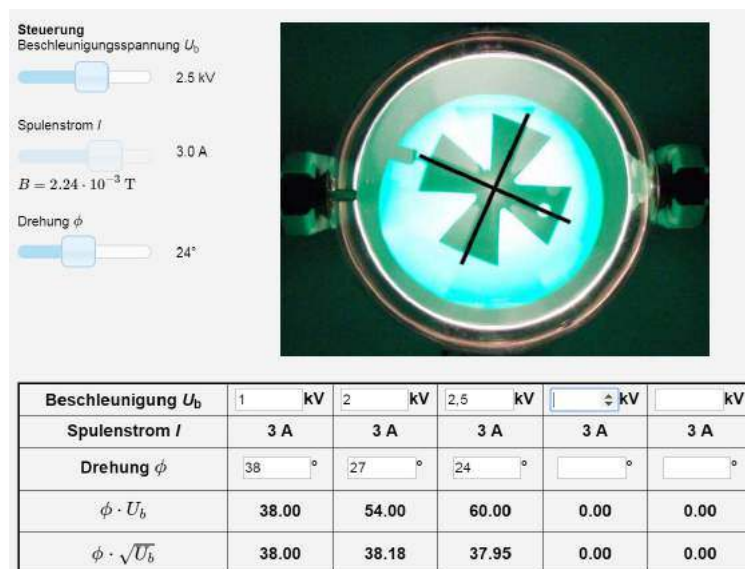 Steuerung
Beschleunigungsspannung U_b
2.5 kV
Spulenstrom I
3.0 A
B = 2.24 · 10⁻³ T
Drehung ϕ
24°
Beschleunigung U_b 1 kV 2 kV 2,5 kV kV kV
Spulenstrom I 3 A 3 A 3 A 3 A 3 A
Drehung ϕ 38 ° 27 ° 24 ° ° °
ϕ · U_b 38.00 54.00 60.00 0.00 0.00
ϕ · √U_b 38.00 38.18 37.95 0.00 0.00